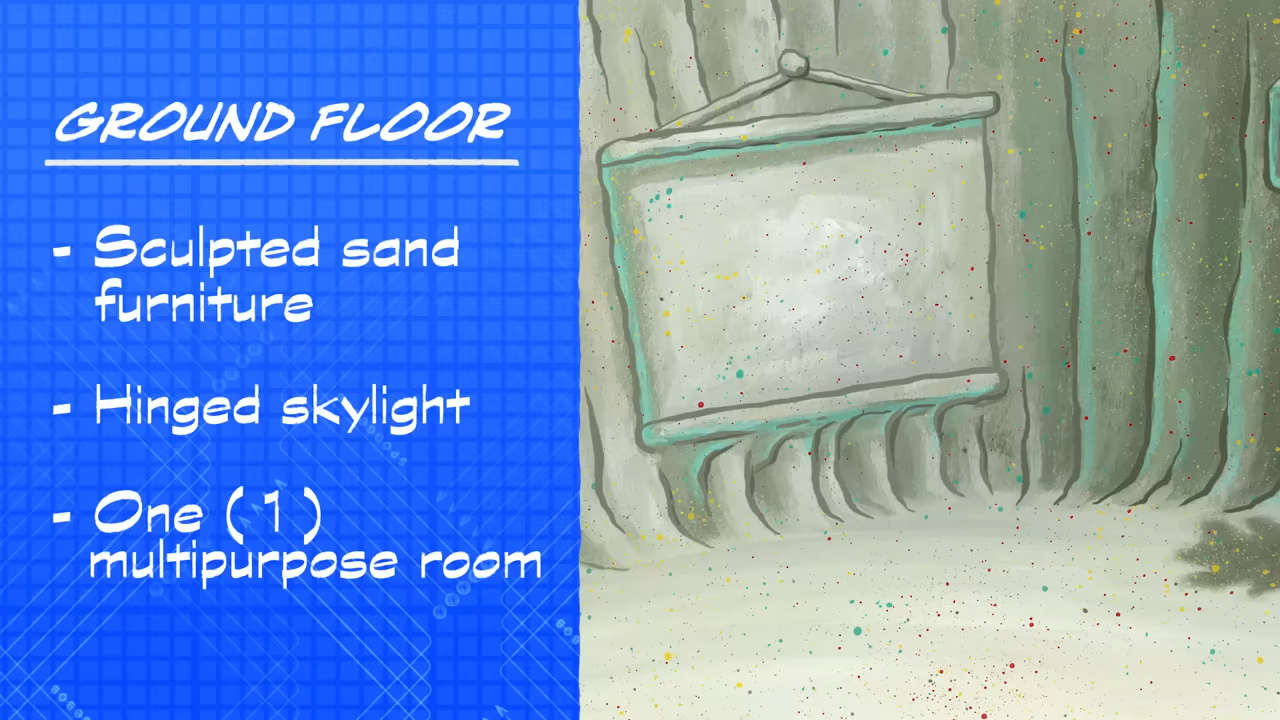 GROUND FLOOR
- Sculpted sand
furniture
- Hinged skylight
- One (1)
multipurpose room